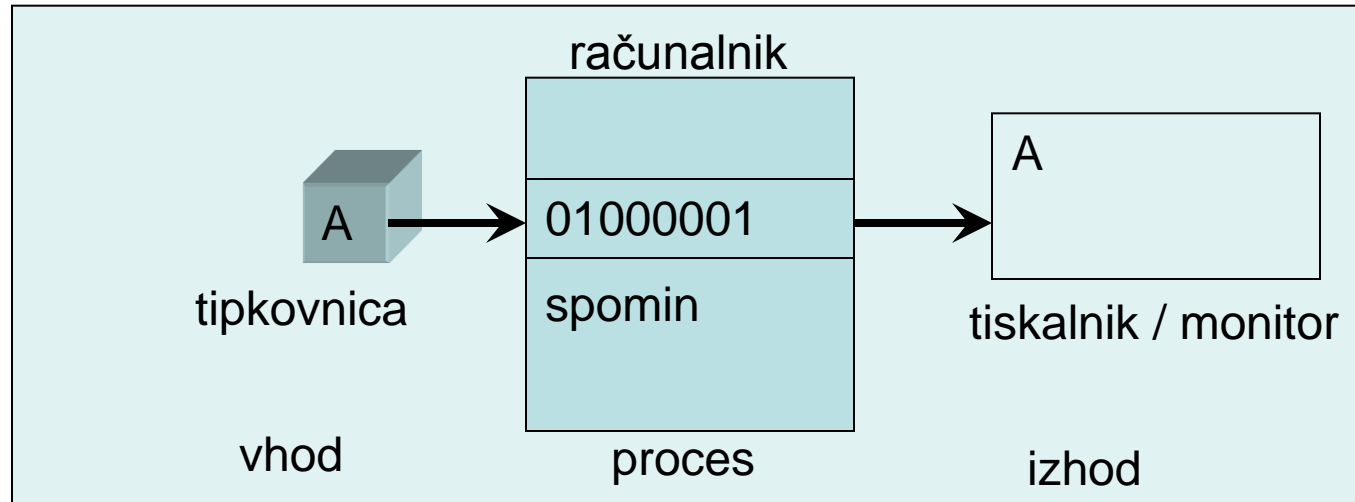 računalnik
A
01000001
A
tipkovnica
spomin
tiskalnik / monitor
vhod
proces
izhod